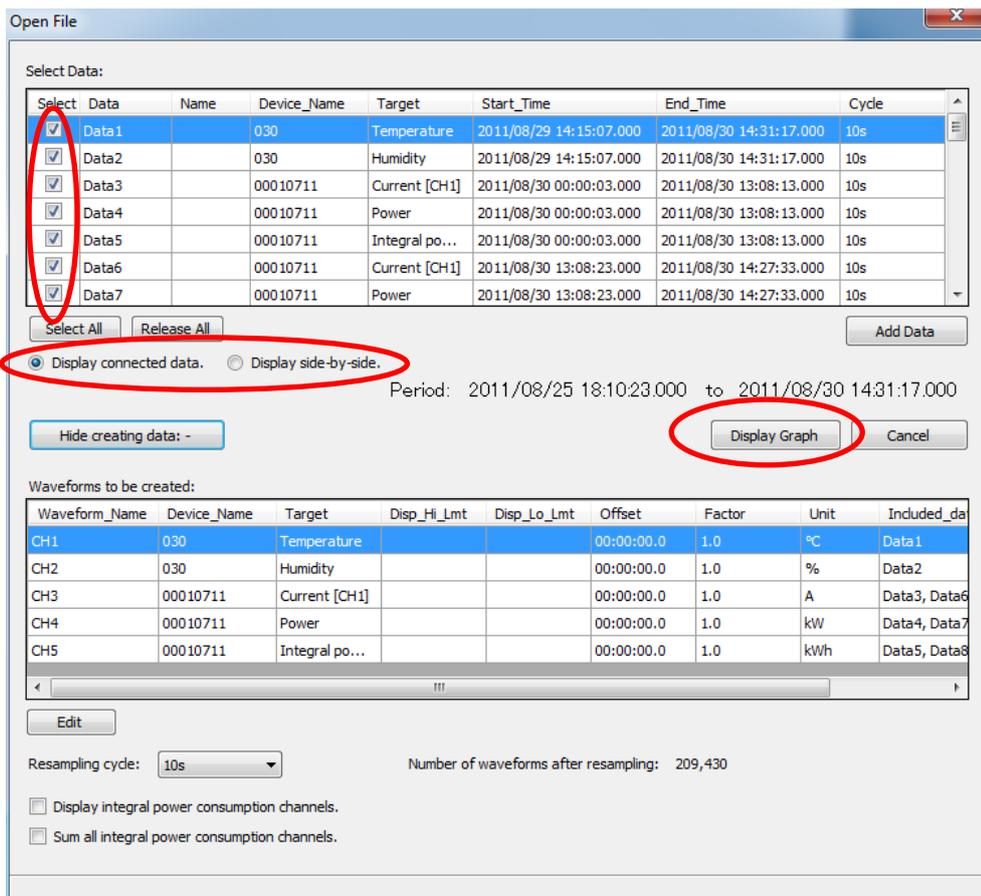 Open File
Select Data:
Select Data Name Device_Name Target Start_Time End_Time Cycle
Data1 030 Temperature 2011/08/29 14:15:07.000 2011/08/30 14:31:17.000 10s
Data2 030 Humidity 2011/08/29 14:15:07.000 2011/08/30 14:31:17.000 10s
Data3 00010711 Current [CH1] 2011/08/30 00:00:03.000 2011/08/30 13:08:13.000 10s
Data4 00010711 Power 2011/08/30 00:00:03.000 2011/08/30 13:08:13.000 10s
Data5 00010711 Integral po... 2011/08/30 00:00:03.000 2011/08/30 13:08:13.000 10s
Data6 00010711 Current [CH1] 2011/08/30 13:08:23.000 2011/08/30 14:27:33.000 10s
Data7 00010711 Power 2011/08/30 13:08:23.000 2011/08/30 14:27:33.000 10s
Select All Release All Add Data
Display connected data. Display side-by-side.
Period: 2011/08/25 18:10:23.000 to 2011/08/30 14:31:17.000
Hide creating data: - Display Graph Cancel
Waveforms to be created:
Waveform_Name Device_Name Target Disp_Hi_Lmt Disp_Lo_Lmt Offset Factor Unit Included_dat
CH1 030 Temperature 00:00:00.0 1.0 ℃ Data1
CH2 030 Humidity 00:00:00.0 1.0 % Data2
CH3 00010711 Current [CH1] 00:00:00.0 1.0 A Data3, Data6
CH4 00010711 Power 00:00:00.0 1.0 kW Data4, Data7
CH5 00010711 Integral po... 00:00:00.0 1.0 kWh Data5, Data8
Edit
Resampling cycle: 10s Number of waveforms after resampling: 209,430
Display integral power consumption channels.
Sum all integral power consumption channels.